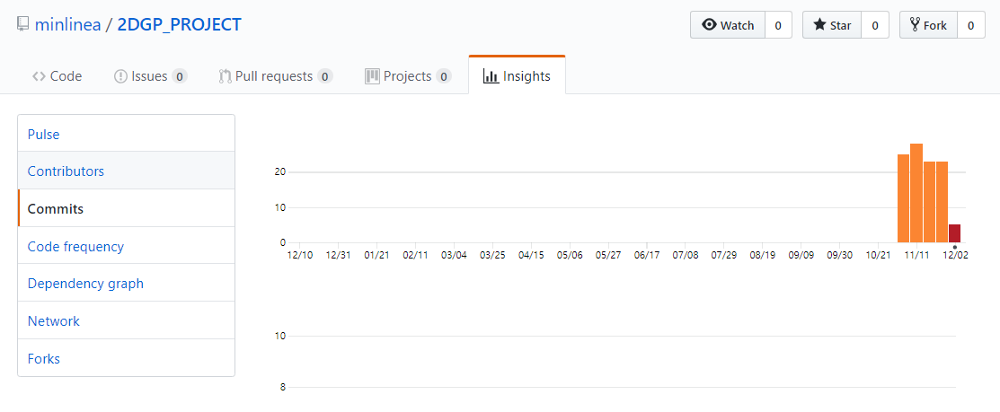 minlinea / 2DGP_PROJECT
Watch 0 Star 0 Fork 0
Code Issues 0 Pull requests 0 Projects 0 Insights
Pulse
Contributors
Commits
Code frequency
Dependency graph
Network
Forks
20
10
0
12/10 12/31 01/21 02/11 03/04 03/25 04/15 05/06 05/27 06/17 07/08 07/29 08/19 09/09 09/30 10/21 11/11 12/02
10
8